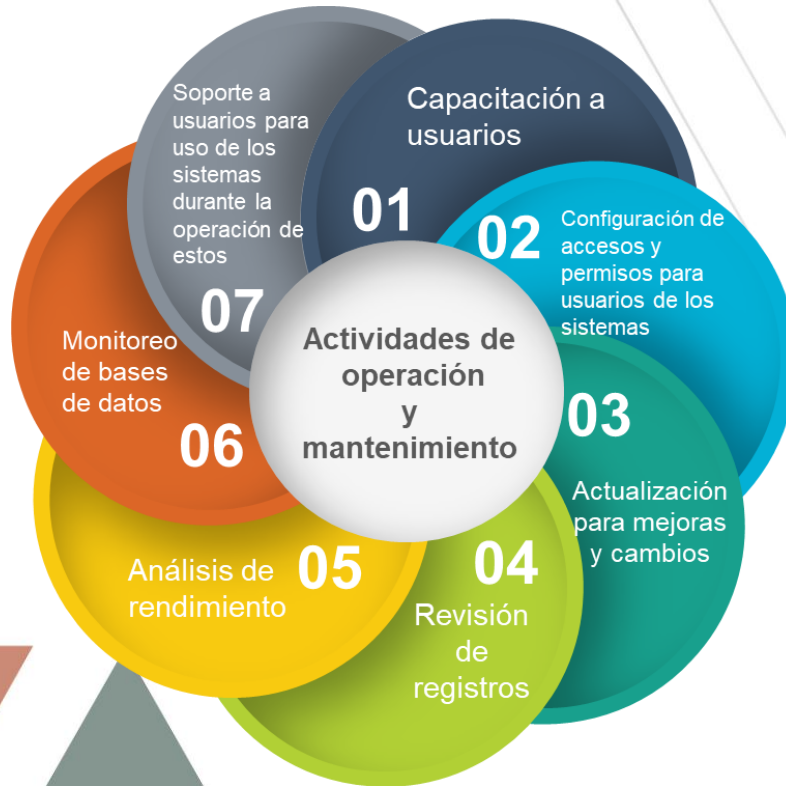 Actividades de
operación
y
mantenimiento
01
Capacitación a
usuarios
02
Configuración de
accesos y
permisos para
usuarios de los
sistemas
03
Actualización
para mejoras
y cambios
04
Revisión
de
registros
05
Análisis de
rendimiento
06
Monitoreo
de bases
de datos
07
Soporte a
usuarios para
uso de los
sistemas
durante la
operación de
estos